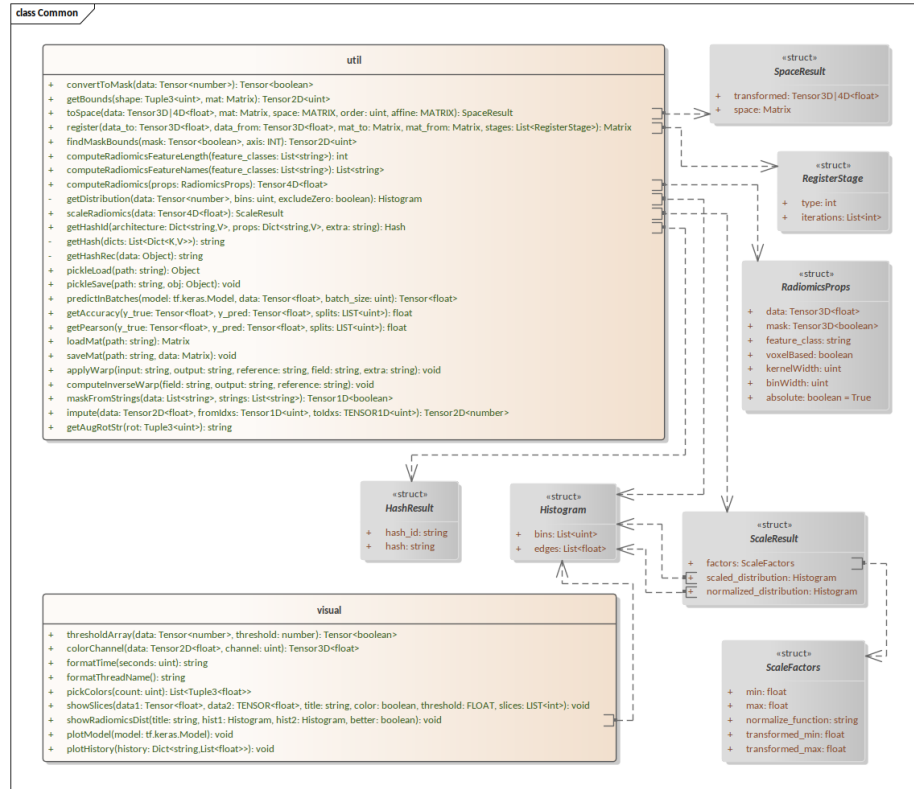 class Common
util
+ convertToMask(data: Tensor<number>): Tensor<boolean>
+ getBounds(shape: Tuple3<uint>, mat: Matrix): Tensor2D<uint>
+ toSpace(data: Tensor3D|4D<float>, mat: Matrix, space: MATRIX, order: uint, affine: MATRIX): SpaceResult
+ register(data_to: Tensor3D<float>, data_from: Tensor3D<float>, mat_to: Matrix, mat_from: Matrix, stages: List<RegisterStage>): Matrix
+ findMaskBounds(mask: Tensor<boolean>, axis: INT): Tensor2D<uint>
+ computeRadiomicsFeatureLength(feature_classes: List<string>): int
+ computeRadiomicsFeatureNames(feature_classes: List<string>): List<string>
+ computeRadiomics(props: RadiomicsProps): Tensor4D<float>
- getDistribution(data: Tensor<number>, bins: uint, excludeZero: boolean): Histogram
+ scaleRadiomics(data: Tensor4D<float>): ScaleResult
+ getHashId(architecture: Dict<string,V>, props: Dict<string,V>, extra: string): Hash
- getHash(dicts: List<Dict<K,V>>): string
- getHashRec(data: Object): string
+ pickleLoad(path: string): Object
+ pickleSave(path: string, obj: Object): void
+ predictInBatches(model: tf.keras.Model, data: Tensor<float>, batch_size: uint): Tensor<float>
+ getAccuracy(y_true: Tensor<float>, y_pred: Tensor<float>, splits: LIST<uint>): float
+ getPearson(y_true: Tensor<float>, y_pred: Tensor<float>, splits: LIST<uint>): float
+ loadMat(path: string): Matrix
+ saveMat(path: string, data: Matrix): void
+ applyWarp(input: string, output: string, reference: string, field: string, extra: string): void
+ computeInverseWarp(field: string, output: string, reference: string): void
+ maskFromStrings(data: List<string>, strings: List<string>): Tensor1D<boolean>
+ impute(data: Tensor2D<float>, fromIdxs: Tensor1D<uint>, toIdxs: TENSOR1D<uint>): Tensor2D<number>
+ getAugRotStr(rot: Tuple3<uint>): string
«struct»
SpaceResult
+ transformed: Tensor3D|4D<float>
+ space: Matrix
«struct»
RegisterStage
+ type: int
+ iterations: List<int>
«struct»
RadiomicsProps
+ data: Tensor3D<float>
+ mask: Tensor3D<boolean>
+ feature_class: string
+ voxelBased: boolean
+ kernelWidth: uint
+ binWidth: uint
+ absolute: boolean = True
«struct»
HashResult
+ hash_id: string
+ hash: string
«struct»
Histogram
+ bins: List<uint>
+ edges: List<float>
«struct»
ScaleResult
+ factors: ScaleFactors
+ scaled_distribution: Histogram
+ normalized_distribution: Histogram
visual
+ thresholdArray(data: Tensor<number>, threshold: number): Tensor<boolean>
+ colorChannel(data: Tensor2D<float>, channel: uint): Tensor3D<float>
+ formatTime(seconds: uint): string
+ formatThreadName(): string
+ pickColors(count: uint): List<Tuple3<float>>
+ showSlices(data1: Tensor<float>, data2: TENSOR<float>, title: string, color: boolean, threshold: FLOAT, slices: LIST<int>): void
+ showRadiomicsDist(title: string, hist1: Histogram, hist2: Histogram, better: boolean): void
+ plotModel(model: tf.keras.Model): void
+ plotHistory(history: Dict<string,List<float>>): void
«struct»
ScaleFactors
+ min: float
+ max: float
+ normalize_function: string
+ transformed_min: float
+ transformed_max: float